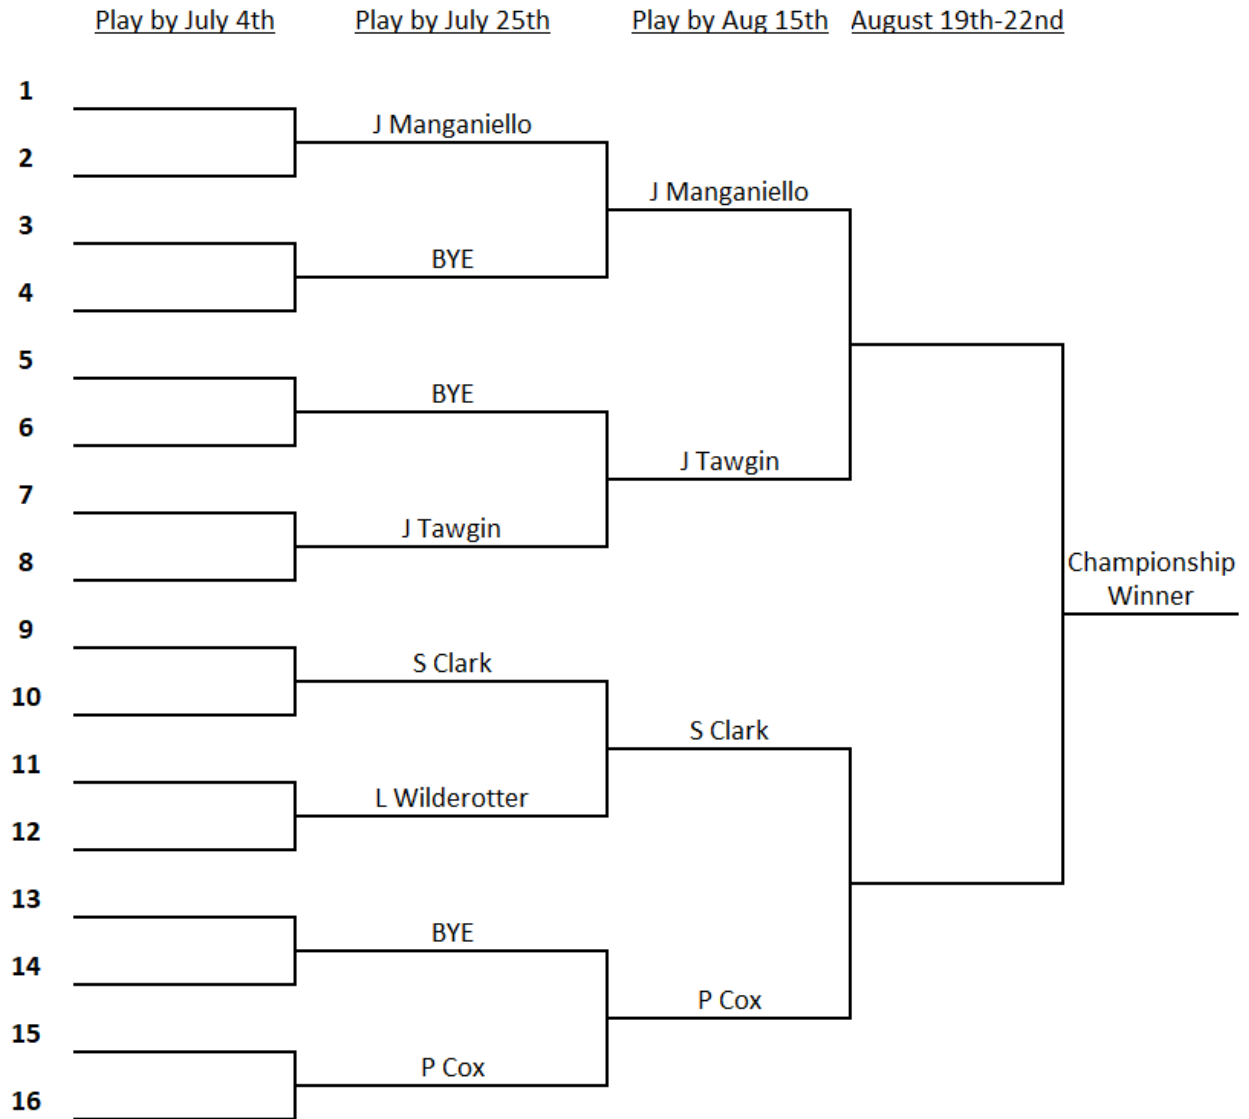 Play by July 4th Play by July 25th Play by Aug 15th August 19th-22nd
1
J Manganiello
2
J Manganiello
3
BYE
4
5
BYE
6
J Tawgin
7
J Tawgin
8
Championship
Winner
9
S Clark
10
S Clark
11
L Wilderotter
12
13
BYE
14
P Cox
15
P Cox
16